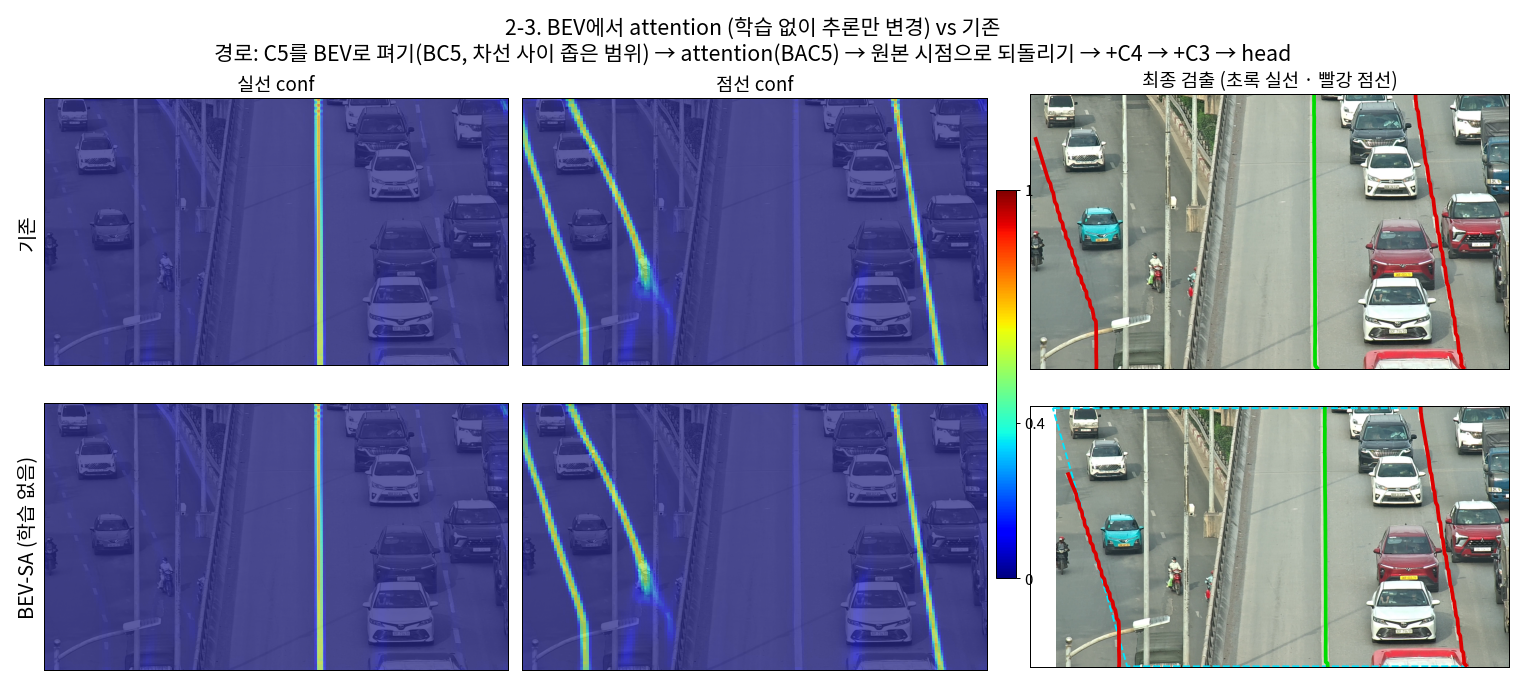 2-3. BEV에서 attention (학습 없이 추론만 변경) vs 기존
경로: C5를 BEV로 펴기(BC5, 차선 사이 좁은 범위) → attention(BAC5) → 원본 시점으로 되돌리기 → +C4 → +C3 → head
실선 conf
점선 conf
최종 검출 (초록 실선 · 빨강 점선)
기존
1
0.4
0
BEV-SA (학습 없음)